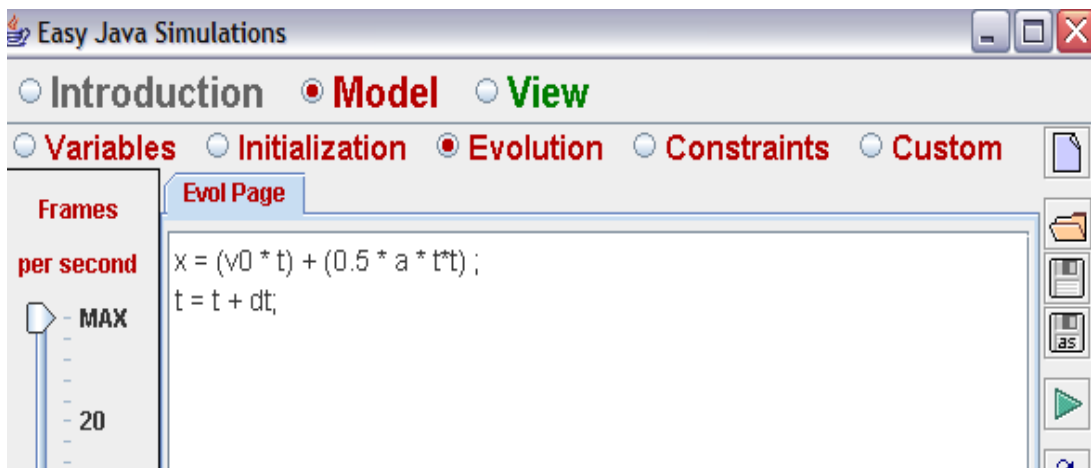 Easy Java Simulations
Introduction Model View
Variables Initialization Evolution Constraints Custom
Evol Page
Frames
per second
MAX
20
x = (v0 * t) + (0.5 * a * t*t) ;
t = t + dt;
as